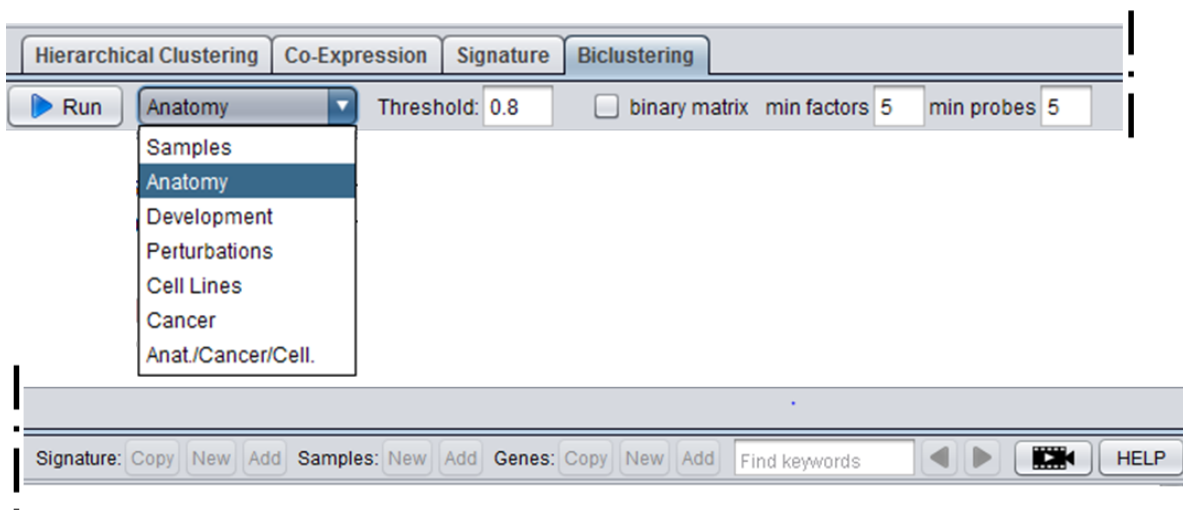 Hierarchical Clustering Co-Expression Signature Biclustering
Run Anatomy Threshold: 0.8 binary matrix min factors 5 min probes 5
Samples
Anatomy
Development
Perturbations
Cell Lines
Cancer
Anat./Cancer/Cell.
Signature: Copy New Add Samples: New Add Genes: Copy New Add Find keywords HELP